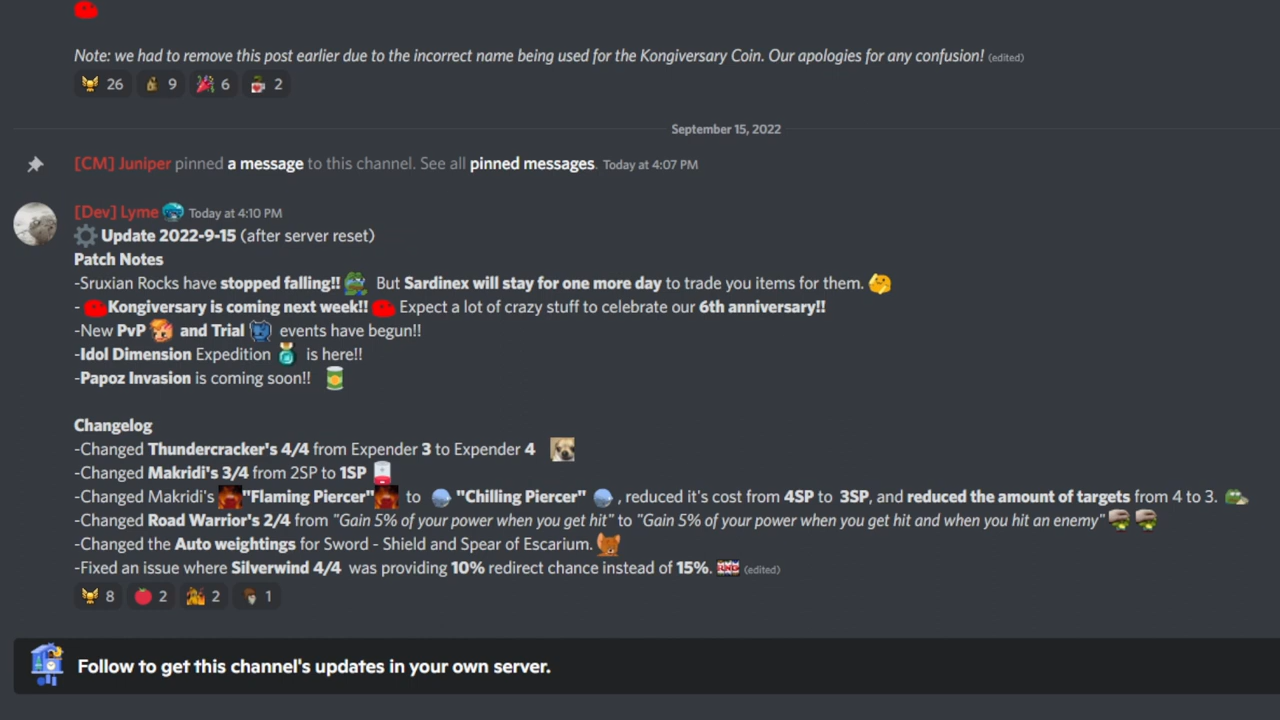 Note: we had to remove this post earlier due to the incorrect name being used for the Kongiversary Coin. Our apologies for any confusion! (edited)
26 9 6 2
September 15, 2022
[CM] Juniper pinned a message to this channel. See all pinned messages. Today at 4:07 PM
[Dev] Lyme Today at 4:10 PM
Update 2022-9-15 (after server reset)
Patch Notes
-Sruxian Rocks have stopped falling!! But Sardinex will stay for one more day to trade you items for them.
- Kongiversary is coming next week!! Expect a lot of crazy stuff to celebrate our 6th anniversary!!
-New PvP and Trial events have begun!!
-Idol Dimension Expedition is here!!
-Papoz Invasion is coming soon!!
Changelog
-Changed Thundercracker's 4/4 from Expender 3 to Expender 4
-Changed Makridi's 3/4 from 2SP to 1SP
-Changed Makridi's "Flaming Piercer" to "Chilling Piercer" , reduced it's cost from 4SP to 3SP, and reduced the amount of targets from 4 to 3.
-Changed Road Warrior's 2/4 from "Gain 5% of your power when you get hit" to "Gain 5% of your power when you get hit and when you hit an enemy"
-Changed the Auto weightings for Sword - Shield and Spear of Escarium.
-Fixed an issue where Silverwind 4/4 was providing 10% redirect chance instead of 15%. RNG (edited)
8 2 2 1
Follow to get this channel's updates in your own server.